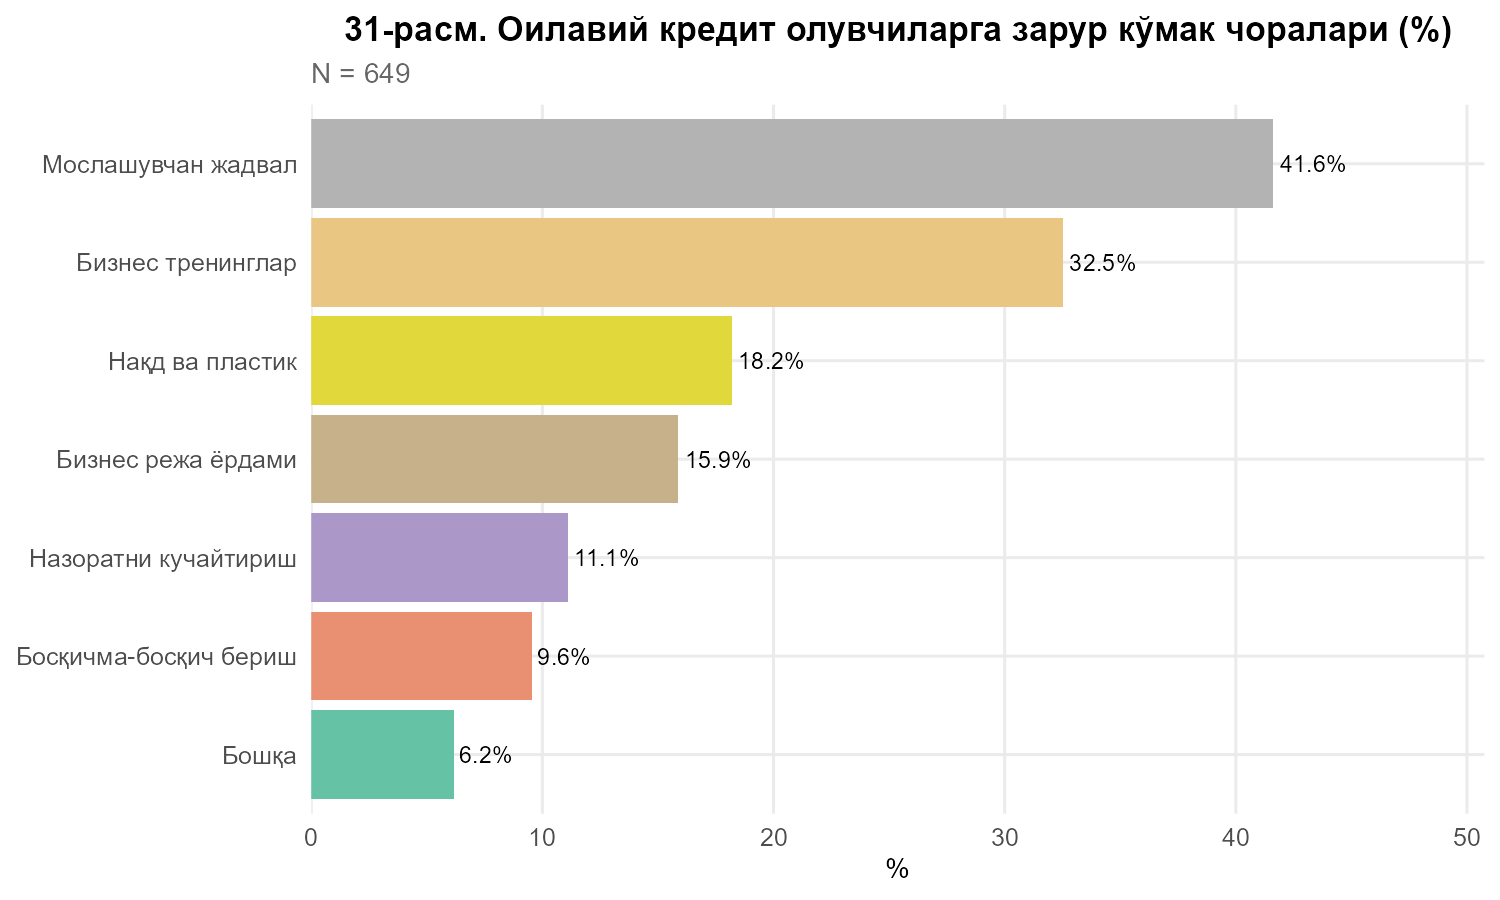 31-расм. Оилавий кредит олувчиларга зарур кўмак чоралари (%)
N = 649
Мослашувчан жадвал
41.6%
Бизнес тренинглар
32.5%
Нақд ва пластик
18.2%
Бизнес режа ёрдами
15.9%
Назоратни кучайтириш
11.1%
Босқичма-босқич бериш
9.6%
Бошқа
6.2%
0 10 20 30 40 50
%